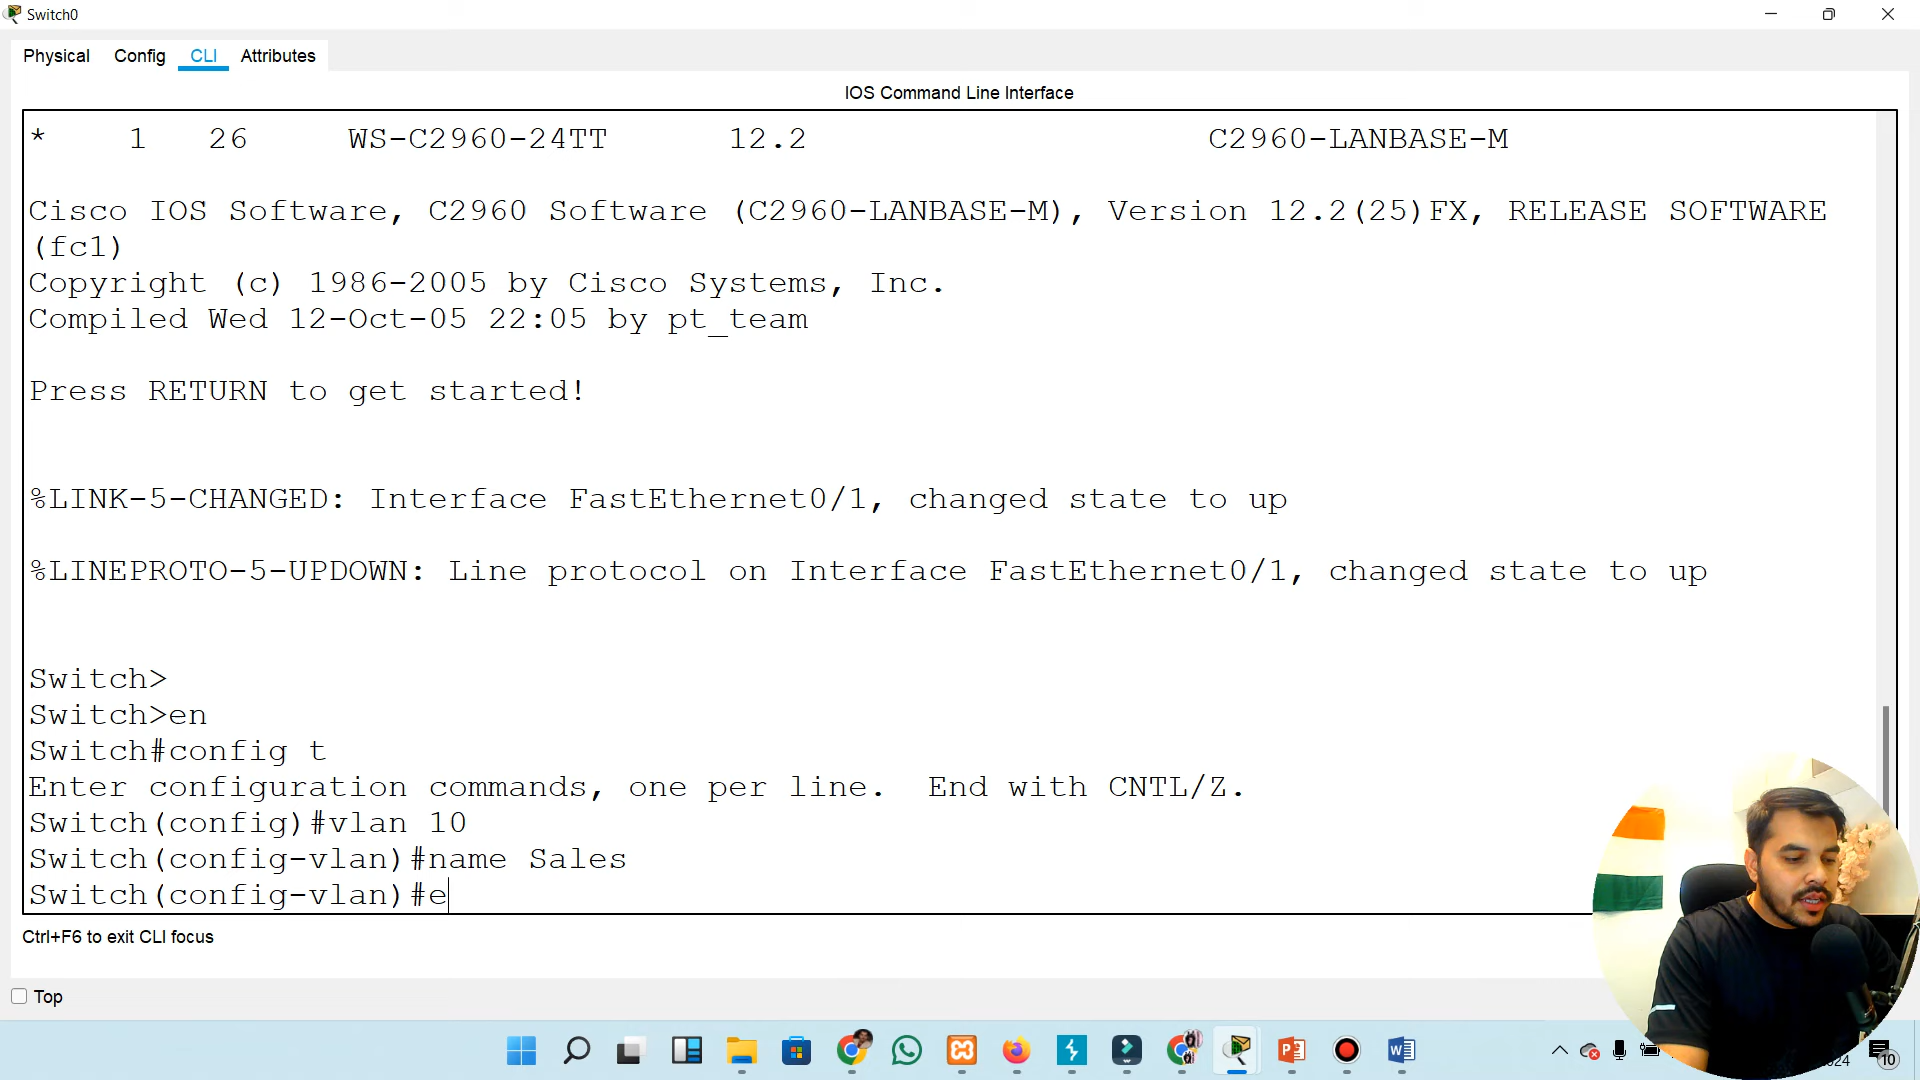 Switch0
Physical Config CLI Attributes
IOS Command Line Interface
* 1 26 WS-C2960-24TT 12.2 C2960-LANBASE-M
Cisco IOS Software, C2960 Software (C2960-LANBASE-M), Version 12.2(25)FX, RELEASE SOFTWARE
(fc1)
Copyright (c) 1986-2005 by Cisco Systems, Inc.
Compiled Wed 12-Oct-05 22:05 by pt_team
Press RETURN to get started!
%LINK-5-CHANGED: Interface FastEthernet0/1, changed state to up
%LINEPROTO-5-UPDOWN: Line protocol on Interface FastEthernet0/1, changed state to up
Switch>
Switch>en
Switch#config t
Enter configuration commands, one per line. End with CNTL/Z.
Switch(config)#vlan 10
Switch(config-vlan)#name Sales
Switch(config-vlan)#e
Ctrl+F6 to exit CLI focus
Top
10